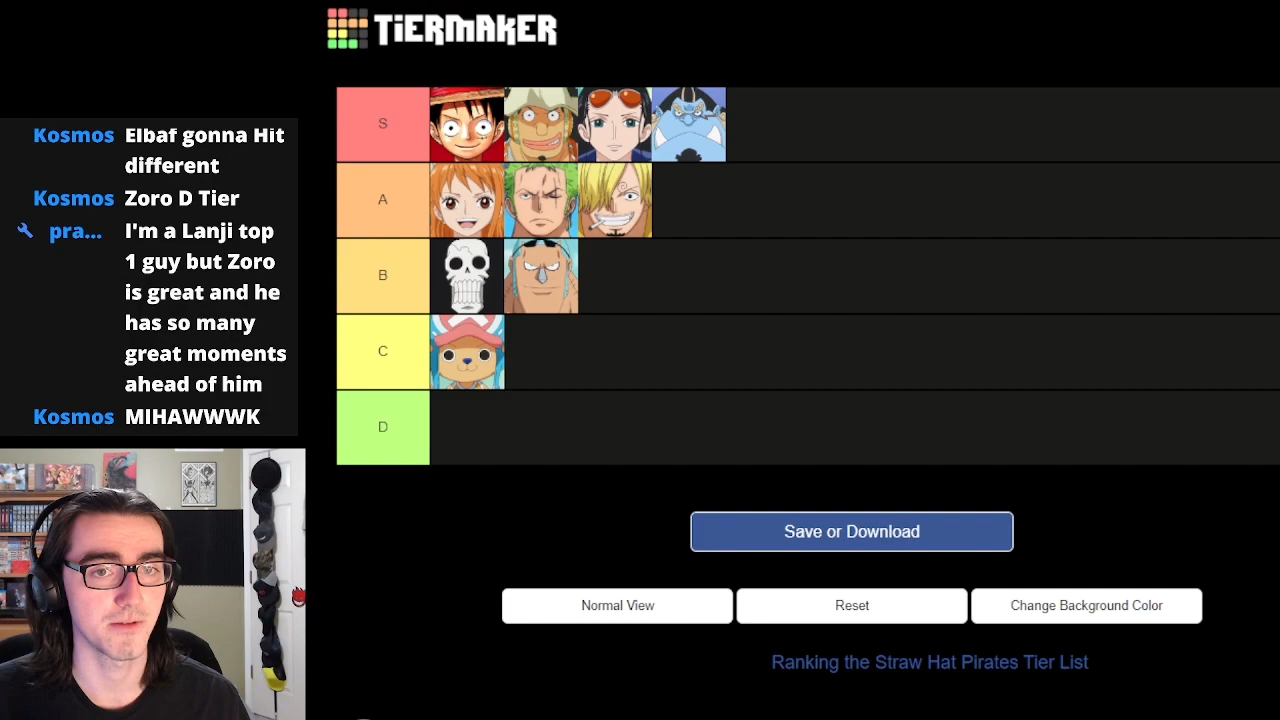 TiERMAKER
Kosmos Elbaf gonna Hit
different
Kosmos Zoro D Tier
pra... I'm a Lanji top
1 guy but Zoro
is great and he
has so many
great moments
ahead of him
Kosmos MIHAWWWK
S
A
B
C
D
Save or Download
Normal View
Reset
Change Background Color
Ranking the Straw Hat Pirates Tier List